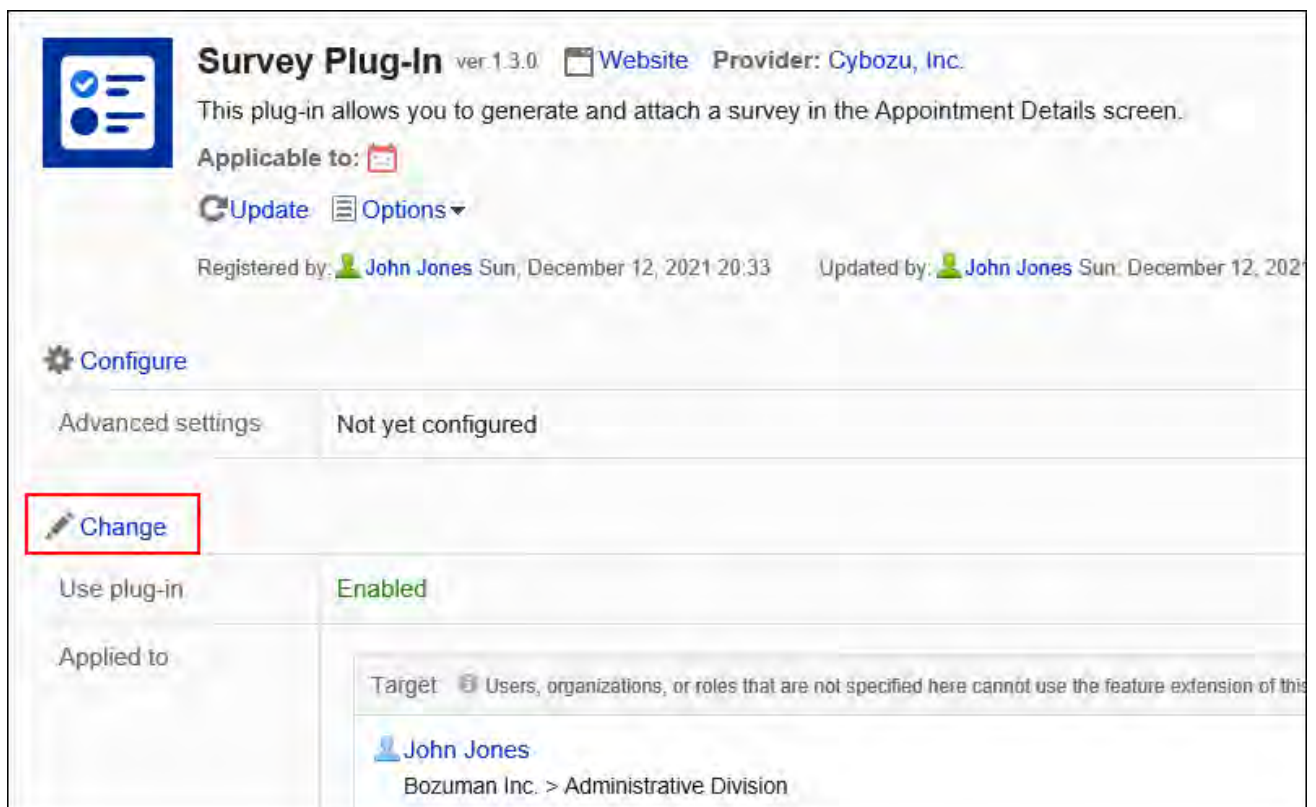 Survey Plug-In ver 1.3.0 Website Provider: Cybozu, Inc.
This plug-in allows you to generate and attach a survey in the Appointment Details screen.
Applicable to:
Update Options
Registered by: John Jones Sun, December 12, 2021 20:33 Updated by: John Jones Sun, December 12, 202
Configure
Advanced settings Not yet configured
Change
Use plug-in Enabled
Applied to
Target Users, organizations, or roles that are not specified here cannot use the feature extension of this
John Jones
Bozuman Inc. > Administrative Division